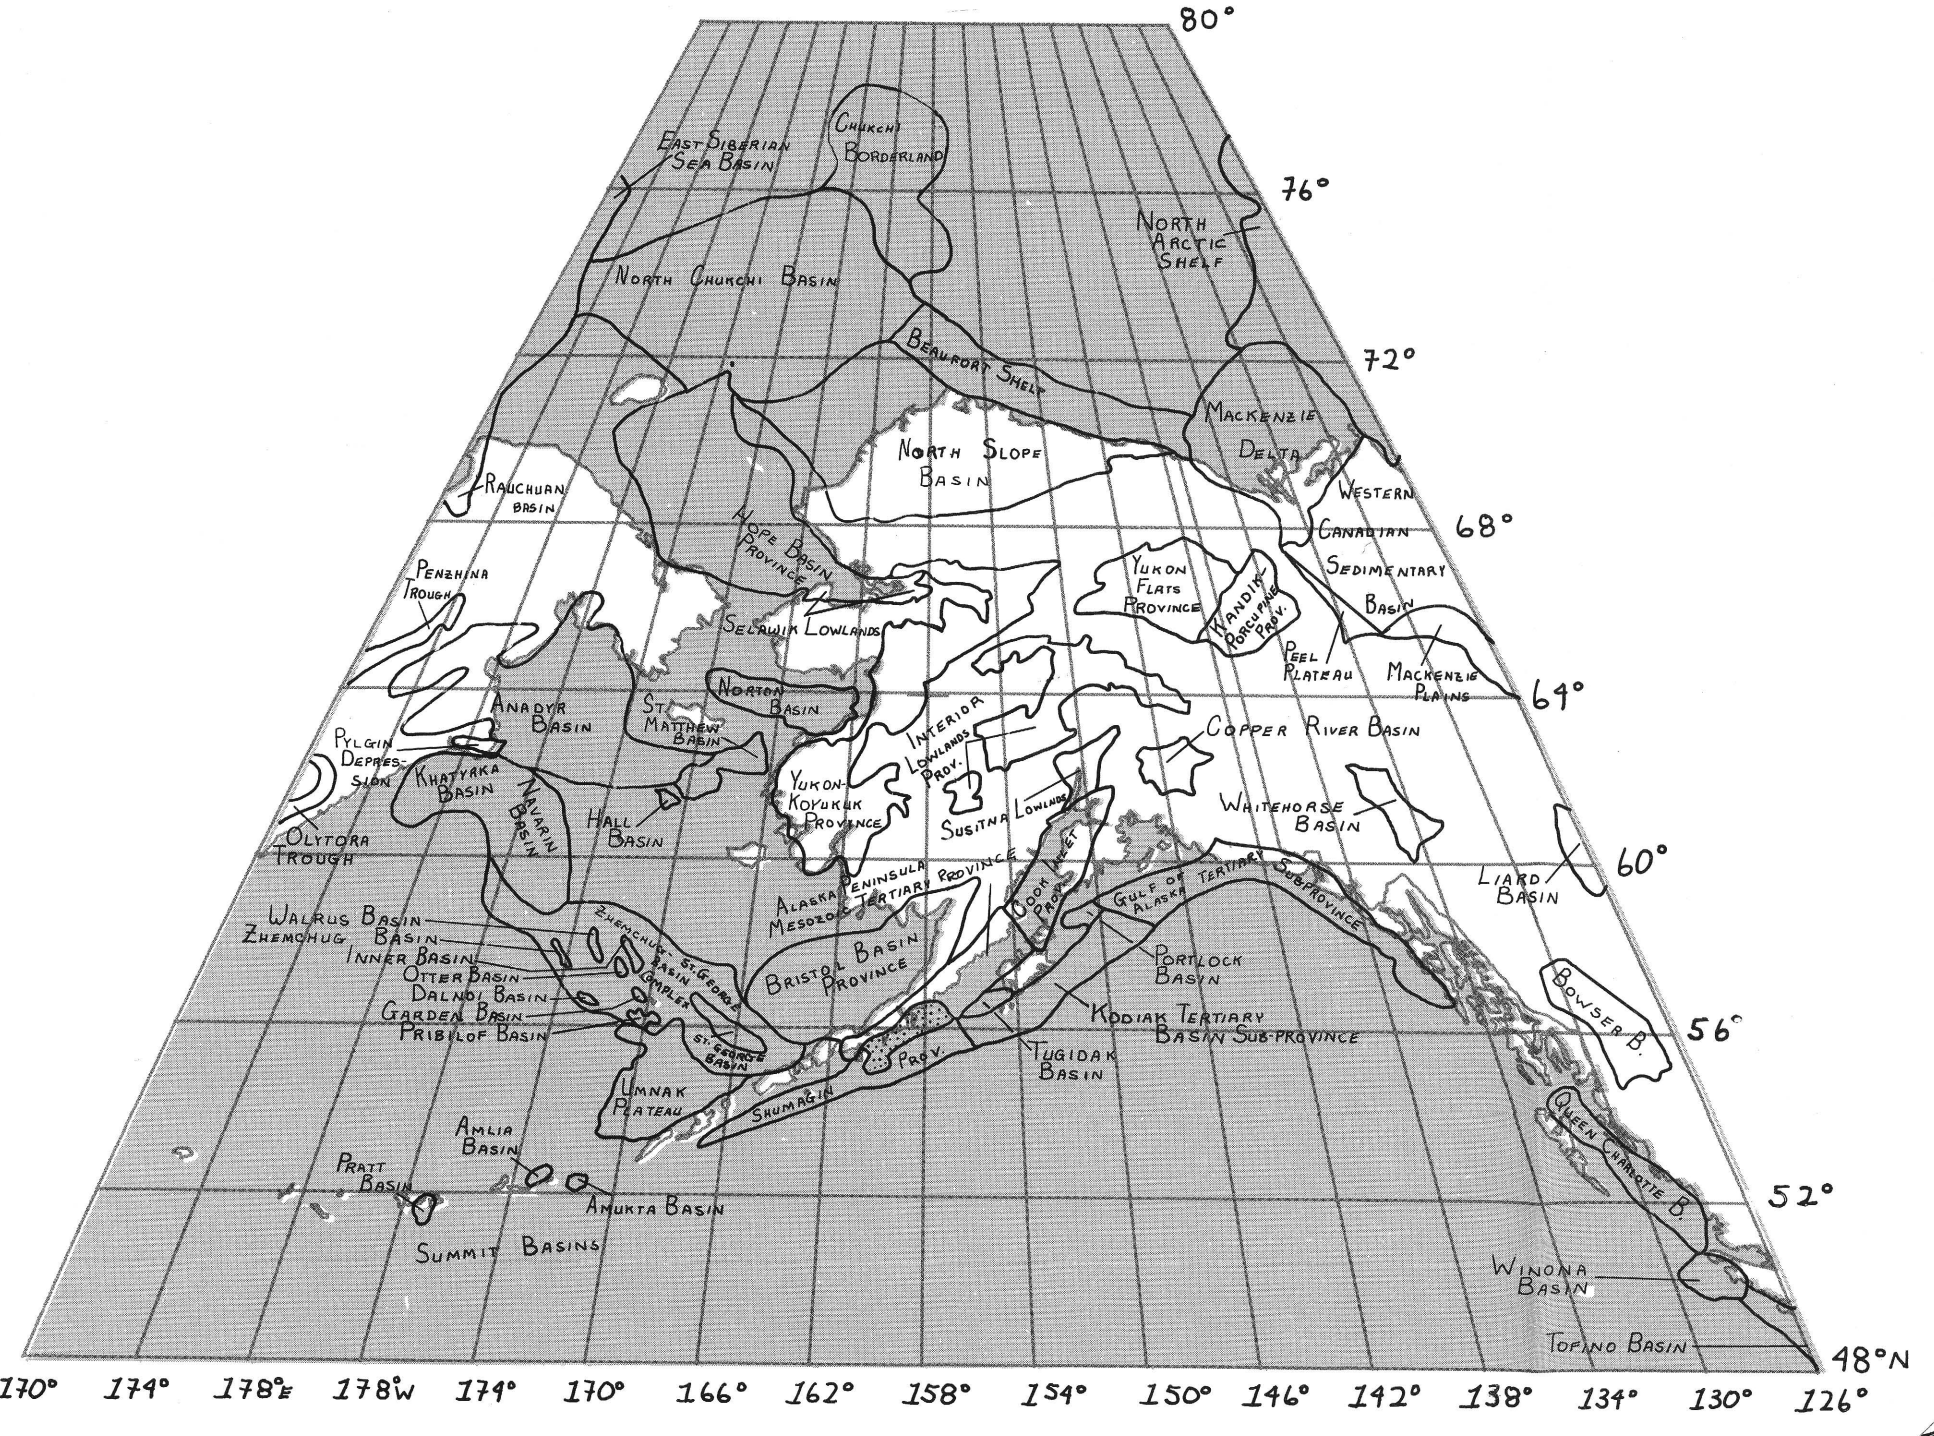 80°
CHUKCHI
BORDERLAND
EAST SIBERIAN
SEA BASIN
76°
NORTH
ARCTIC
SHELF
NORTH CHUKCHI BASIN
72°
BEAUFORT SHELF
MACKENZIE
DELTA
NORTH SLOPE
BASIN
RAUCHUAN
BASIN
WESTERN
CANADIAN
SEDIMENTARY
BASIN
68°
HOPE BASIN
PROVINCE
PENZHINA
TROUGH
YUKON
FLATS
PROVINCE
KANDIK-
PORCUPINE
PROV.
SELAWIK LOWLANDS
PEEL
PLATEAU
MACKENZIE
PLAINS
64°
NORTON
BASIN
ANADYR
BASIN
ST.
MATTHEW
BASIN
INTERIOR
LOWLANDS
PROV.
COPPER RIVER BASIN
PYLGIN
DEPRES-
SION
KHATYRKA
BASIN
NAVARIN
BASIN
YUKON-
KOYUKUK
PROVINCE
HALL
BASIN
SUSITNA LOWLNDS
WHITEHORSE
BASIN
OLYTORA
TROUGH
60°
LIARD
BASIN
COOK INLET
PROV.
ALASKA PENINSULA
MESOZOIC TERTIARY PROVINCE
GULF OF
ALASKA
TERTIARY SUBPROVINCE
WALRUS BASIN
ZHEMCHUG BASIN
INNER BASIN
OTTER BASIN
DALNOI BASIN
GARDEN BASIN
PRIBILOF BASIN
ZHEMCHUG-ST.GEORGE
BASIN
COMPLEX
BRISTOL BASIN
PROVINCE
PORTLOCK
BASIN
BOWSER B.
KODIAK TERTIARY
BASIN SUB-PROVINCE
56°
ST.GEORGE
BASIN
TUGIDAK
BASIN
UMNAK
PLATEAU
SHUMAGIN
PROV.
QUEEN CHARLOTTE B.
AMLIA
BASIN
PRATT
BASIN
AMUKTA BASIN
52°
SUMMIT BASINS
WINONA
BASIN
TOFINO BASIN
48°N
170° 174° 178°E 178°W 174° 170° 166° 162° 158° 154° 150° 146° 142° 138° 134° 130° 126°